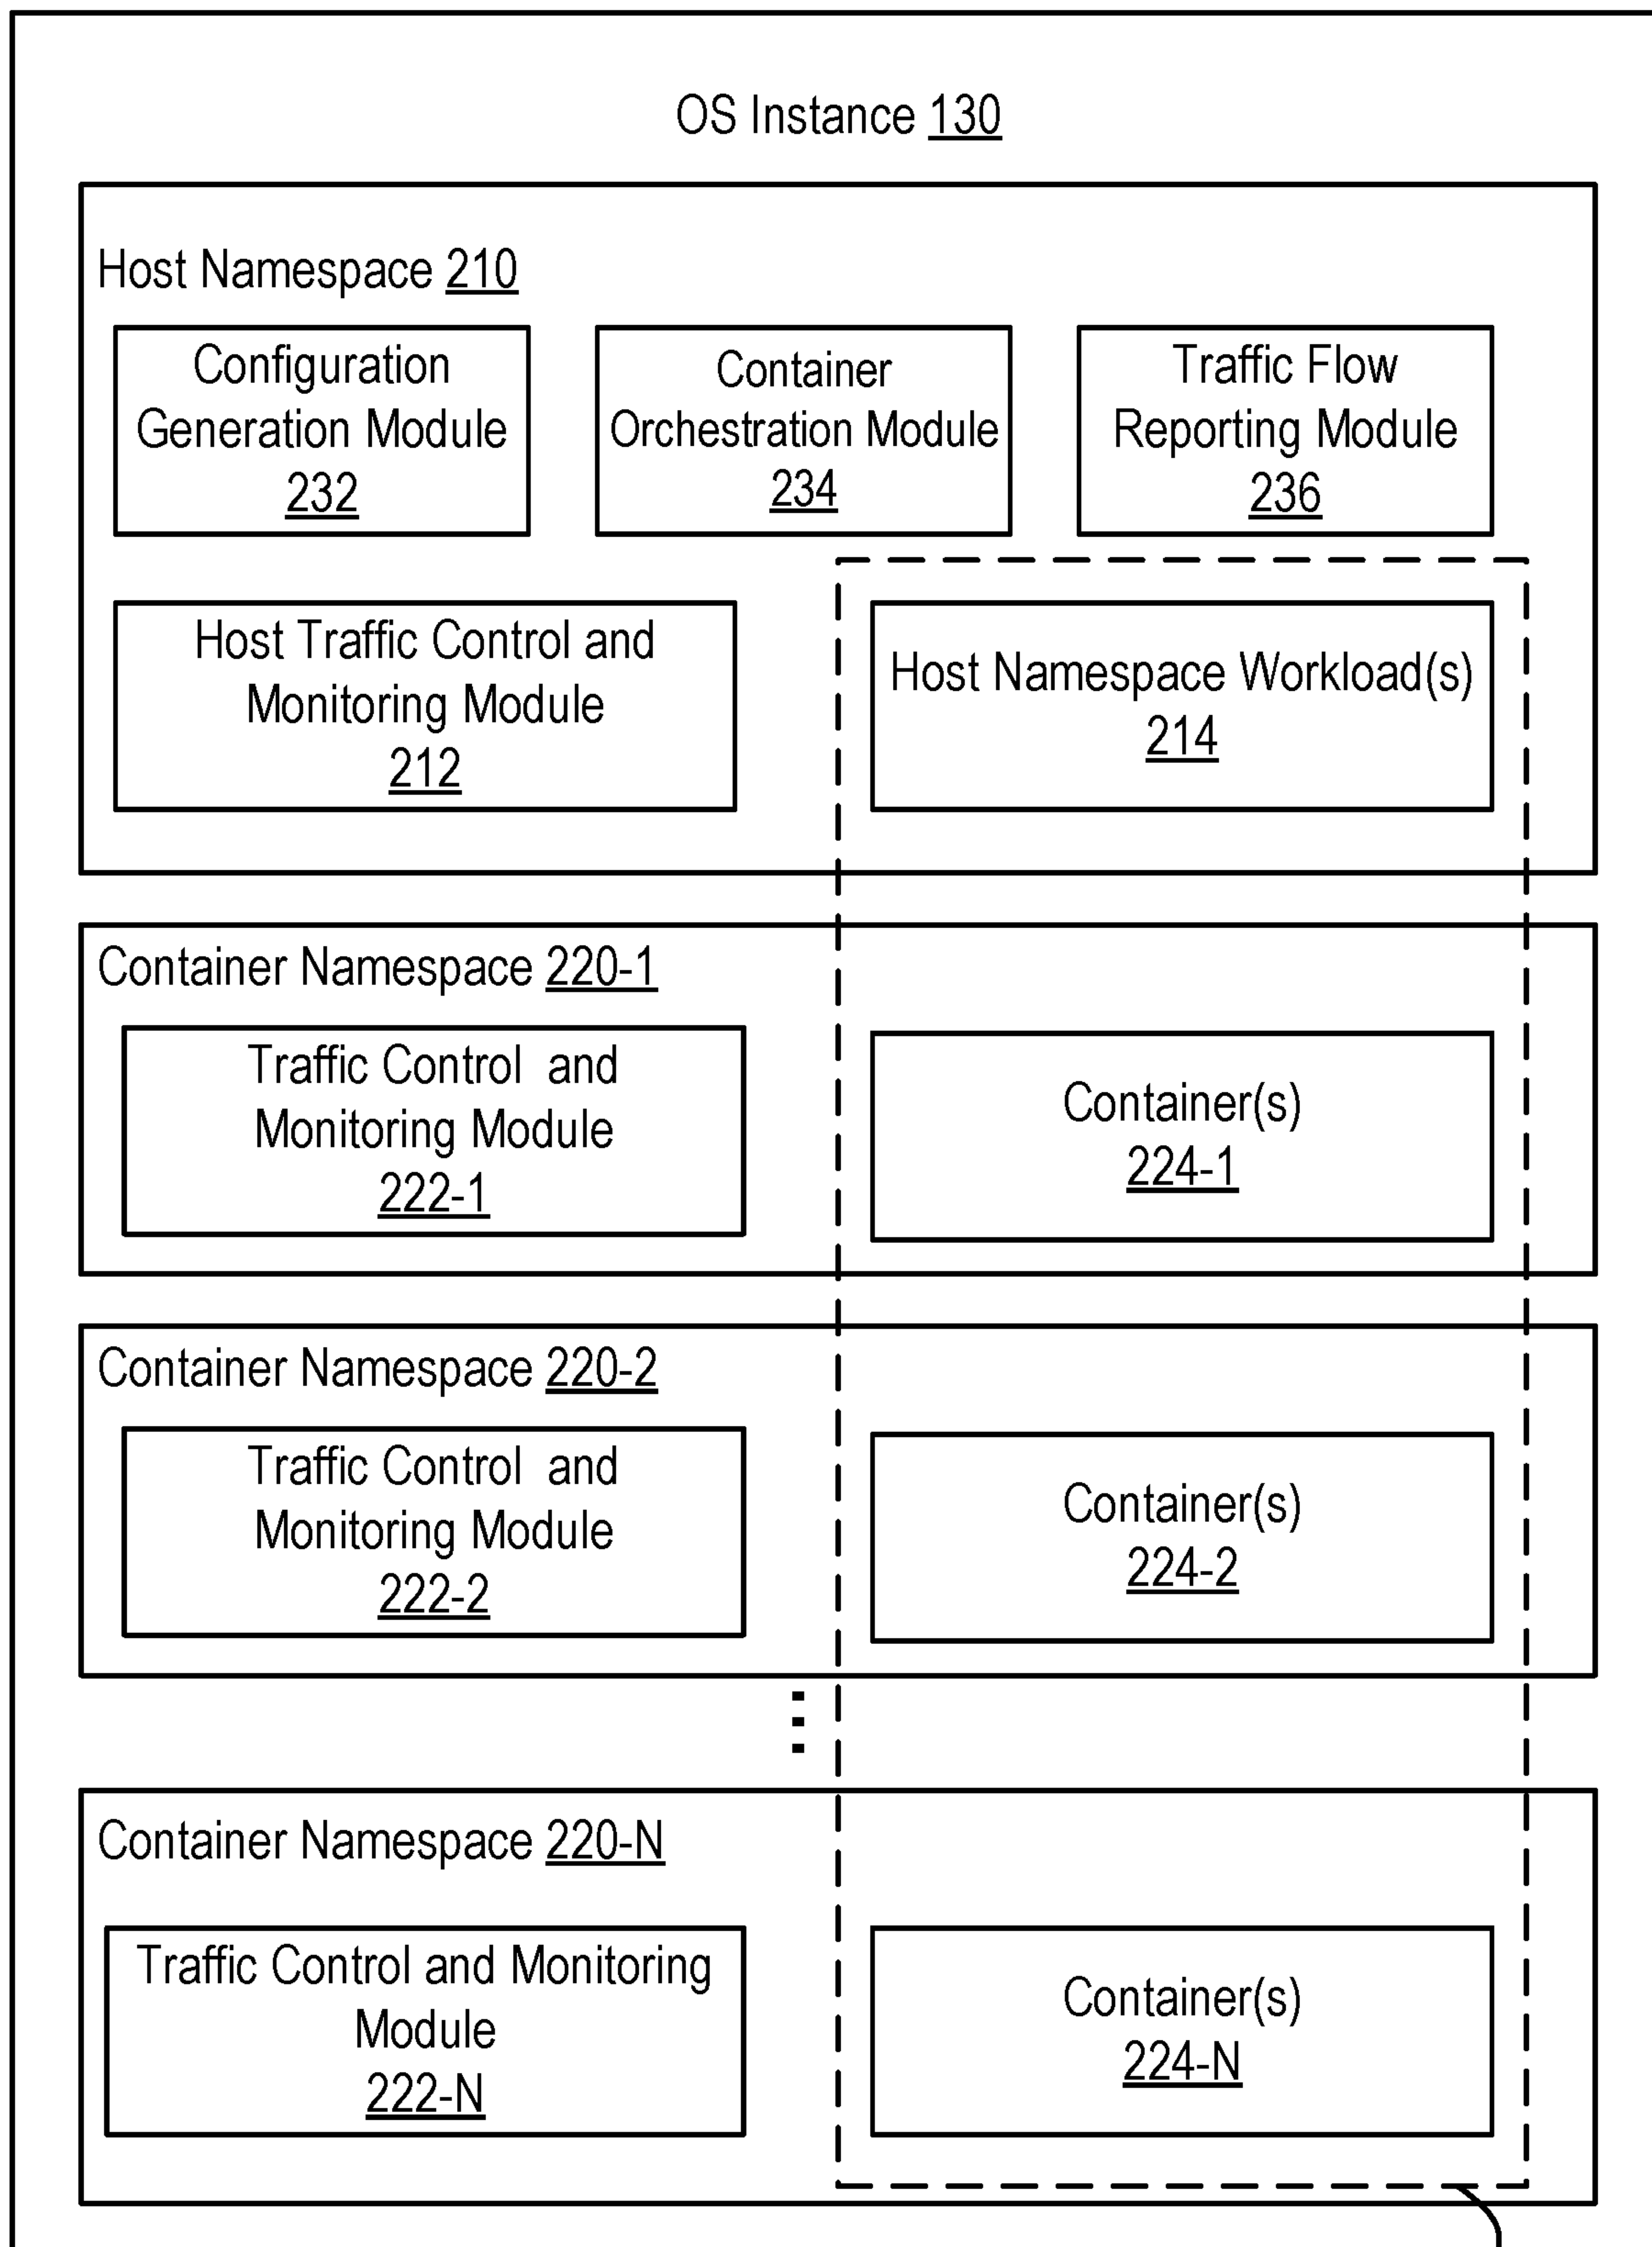 OS Instance 130
Host Namespace 210
Configuration
Generation Module
232
Container
Orchestration Module
234
Traffic Flow
Reporting Module
236
Host Traffic Control and
Monitoring Module
212
Host Namespace Workload(s)
214
Container Namespace 220-1
Traffic Control and
Monitoring Module
222-1
Container(s)
224-1
Container Namespace 220-2
Traffic Control and
Monitoring Module
222-2
Container(s)
224-2
Container Namespace 220-N
Traffic Control and Monitoring
Module
222-N
Container(s)
224-N